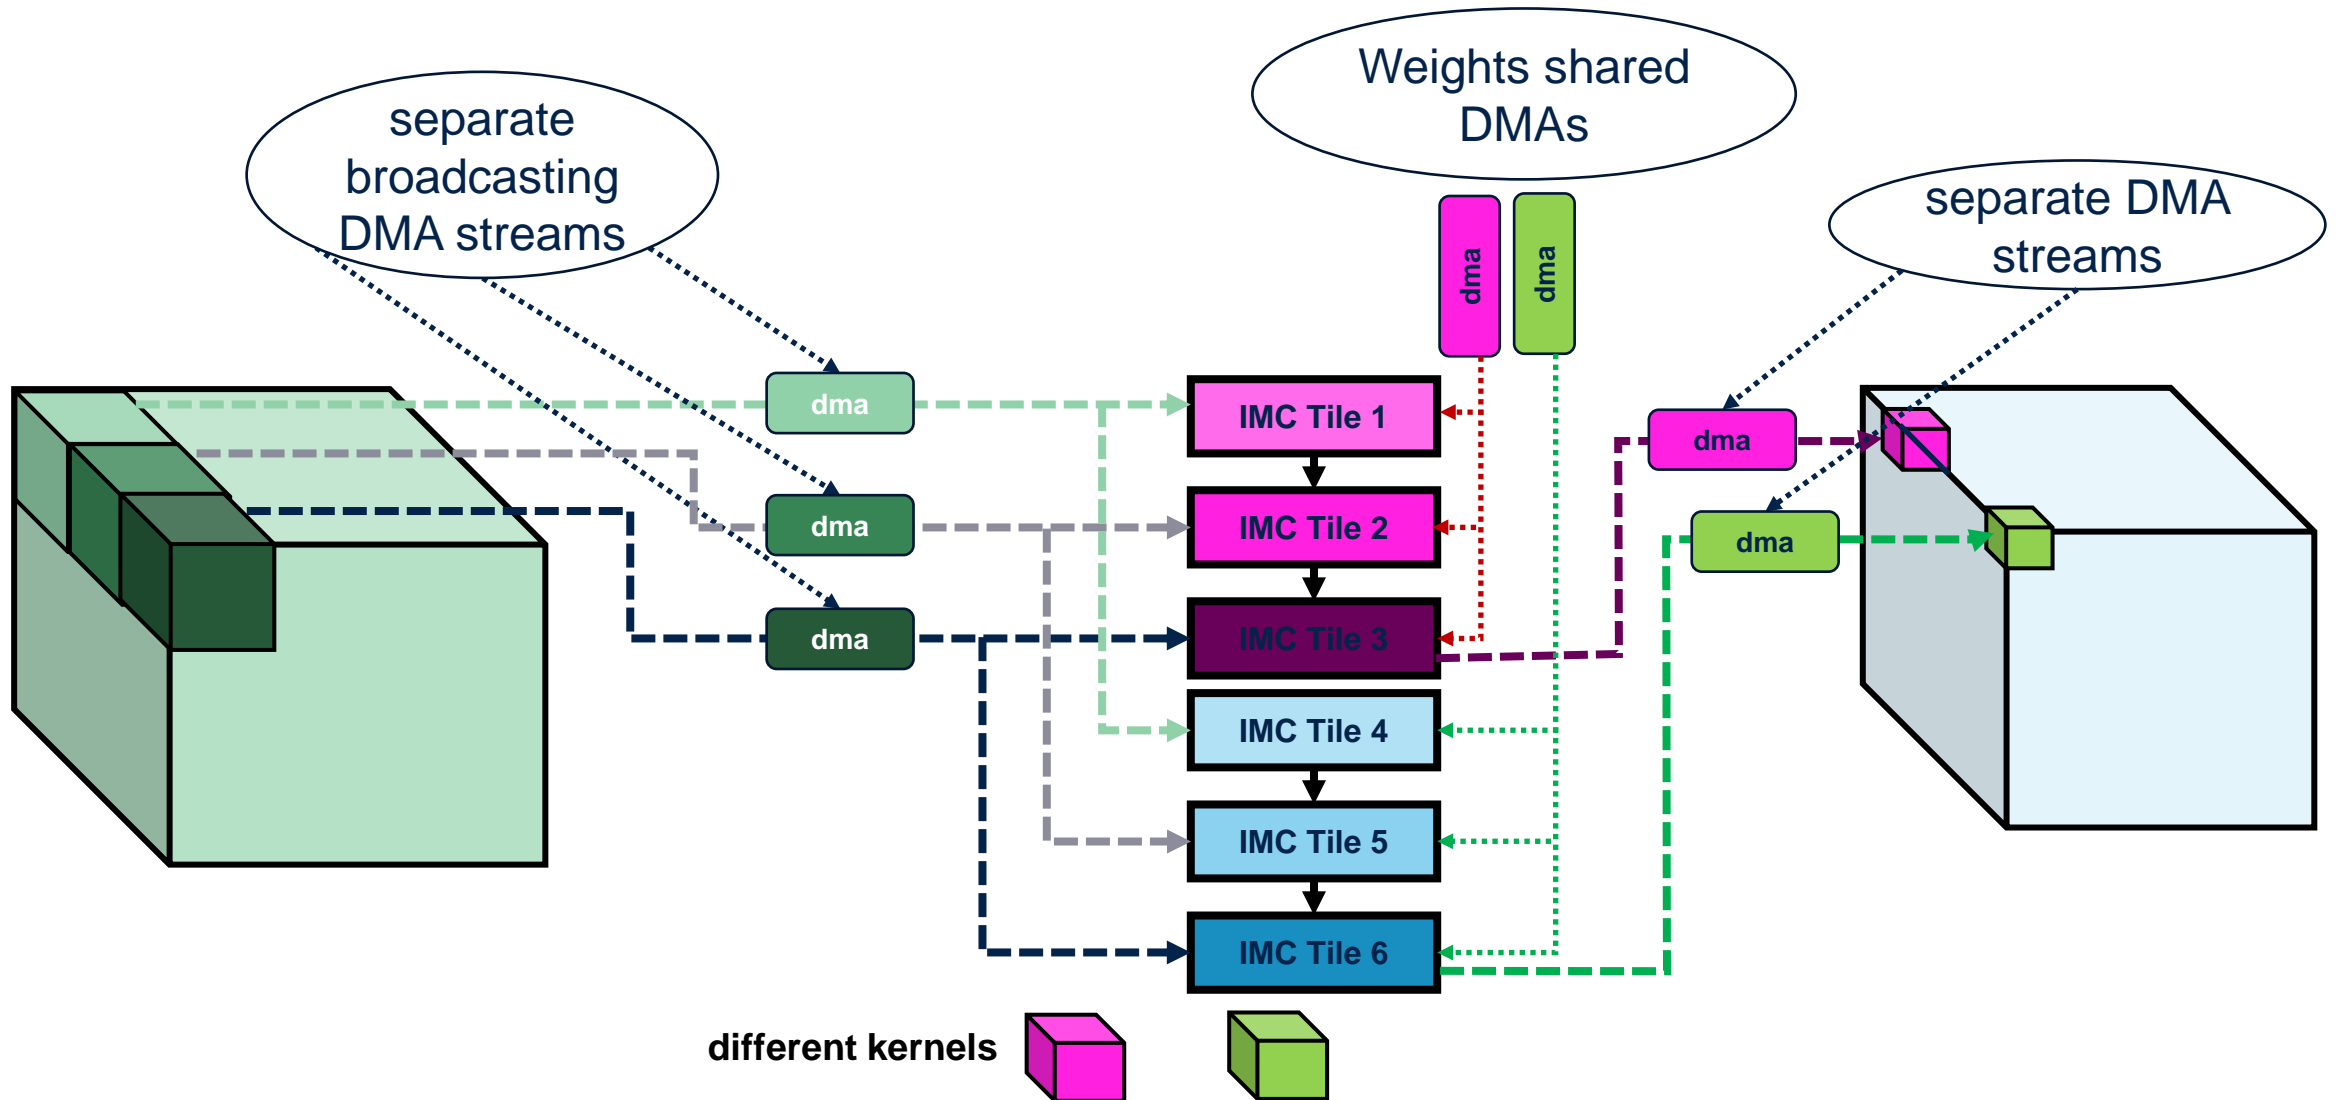 separate
broadcasting
DMA streams
Weights shared
DMAs
separate DMA
streams
dma
dma
dma
dma
dma
IMC Tile 1
IMC Tile 2
IMC Tile 3
IMC Tile 4
IMC Tile 5
IMC Tile 6
dma
dma
different kernels